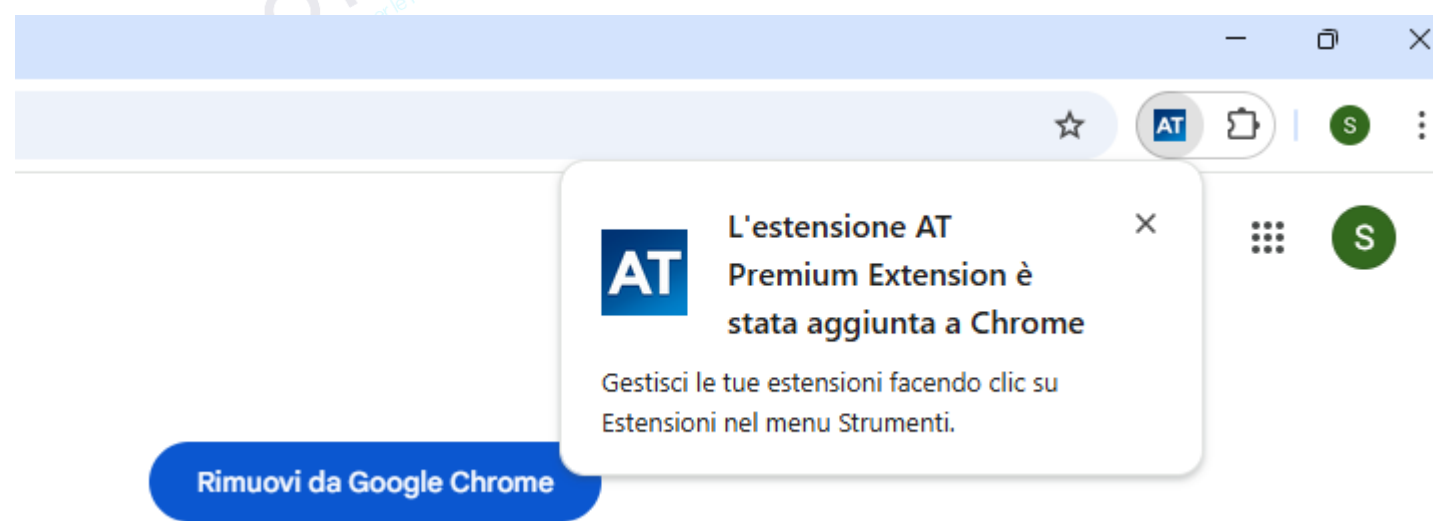 AT
S
L'estensione AT
Premium Extension è
stata aggiunta a Chrome
AT
S
Gestisci le tue estensioni facendo clic su
Estensioni nel menu Strumenti.
Rimuovi da Google Chrome